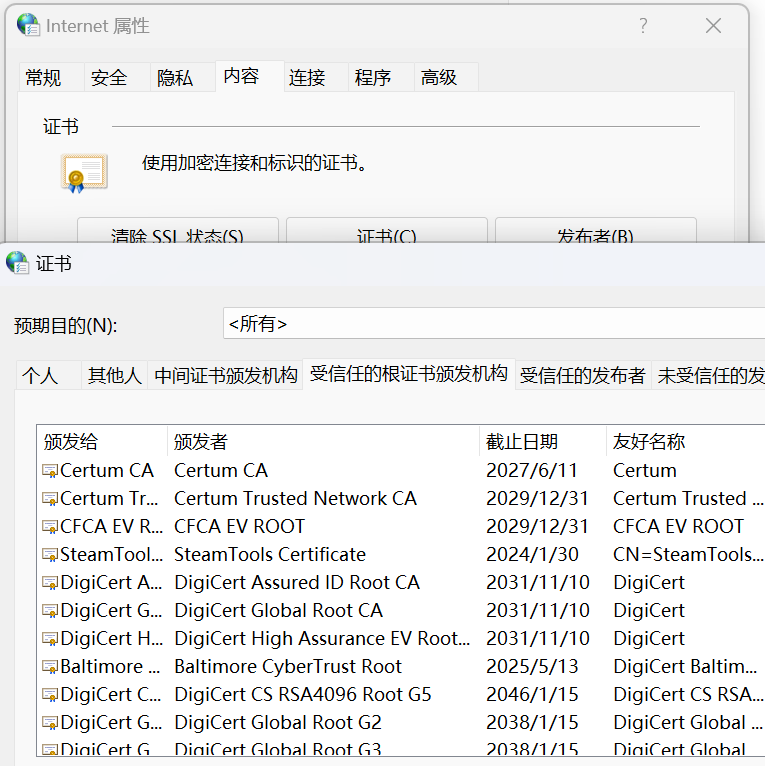 Internet 属性
常规 安全 隐私 内容 连接 程序 高级
证书
使用加密连接和标识的证书。
清除 SSL 状态(S) 证书(C) 发布者(B)
证书
预期目的(N): <所有>
个人 其他人 中间证书颁发机构 受信任的根证书颁发机构 受信任的发布者 未受信任的发
颁发给 颁发者 截止日期 友好名称
Certum CA Certum CA 2027/6/11 Certum
Certum Tr... Certum Trusted Network CA 2029/12/31 Certum Trusted ...
CFCA EV R... CFCA EV ROOT 2029/12/31 CFCA EV ROOT
SteamTool... SteamTools Certificate 2024/1/30 CN=SteamTools...
DigiCert A... DigiCert Assured ID Root CA 2031/11/10 DigiCert
DigiCert G... DigiCert Global Root CA 2031/11/10 DigiCert
DigiCert H... DigiCert High Assurance EV Root... 2031/11/10 DigiCert
Baltimore ... Baltimore CyberTrust Root 2025/5/13 DigiCert Baltim...
DigiCert C... DigiCert CS RSA4096 Root G5 2046/1/15 DigiCert CS RSA...
DigiCert G... DigiCert Global Root G2 2038/1/15 DigiCert Global ...
DigiCert G... DigiCert Global Root G3 2038/1/15 DigiCert Global ...